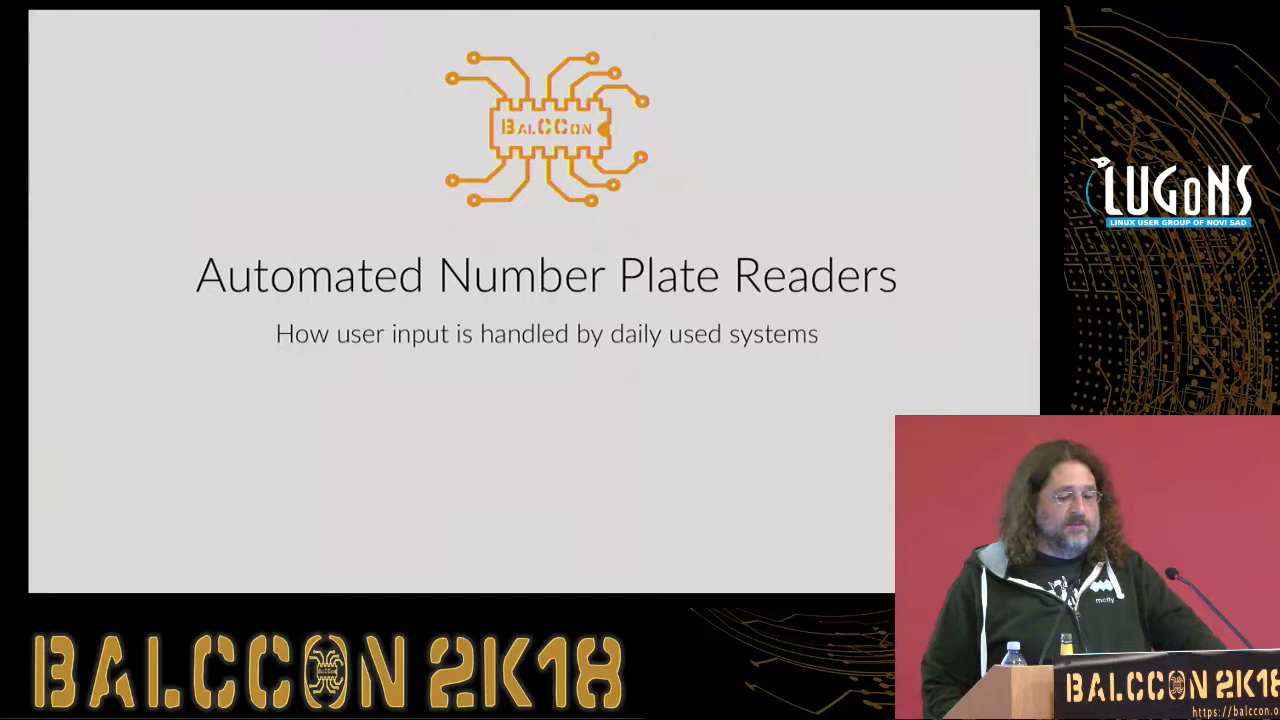 BALCCON
Automated Number Plate Readers
How user input is handled by daily used systems
LUGoNS
LINUX USER GROUP OF NOVI SAD
mcfly
BALCCON 2K18
BALCCON 2K18
https://balccon.o